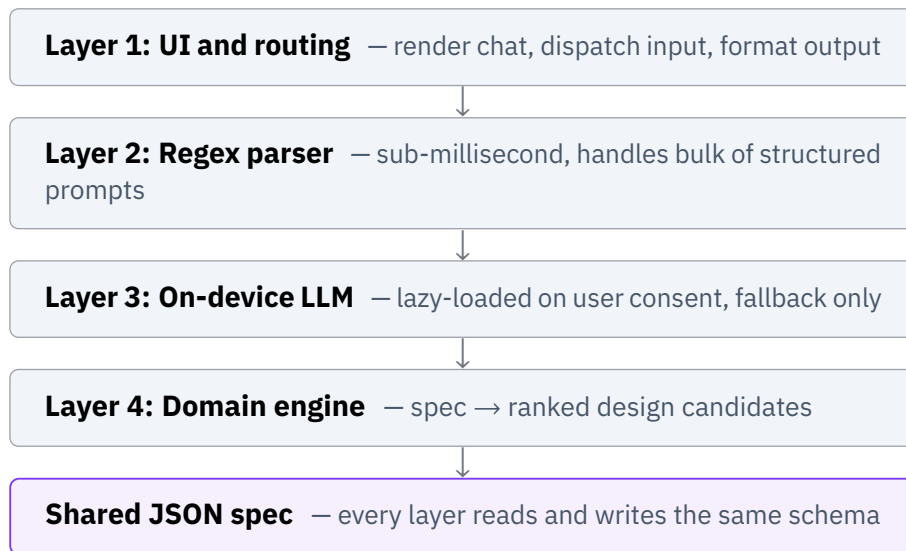 Layer 1: UI and routing — render chat, dispatch input, format output
Layer 2: Regex parser — sub-millisecond, handles bulk of structured
prompts
Layer 3: On-device LLM — lazy-loaded on user consent, fallback only
Layer 4: Domain engine — spec → ranked design candidates
Shared JSON spec — every layer reads and writes the same schema